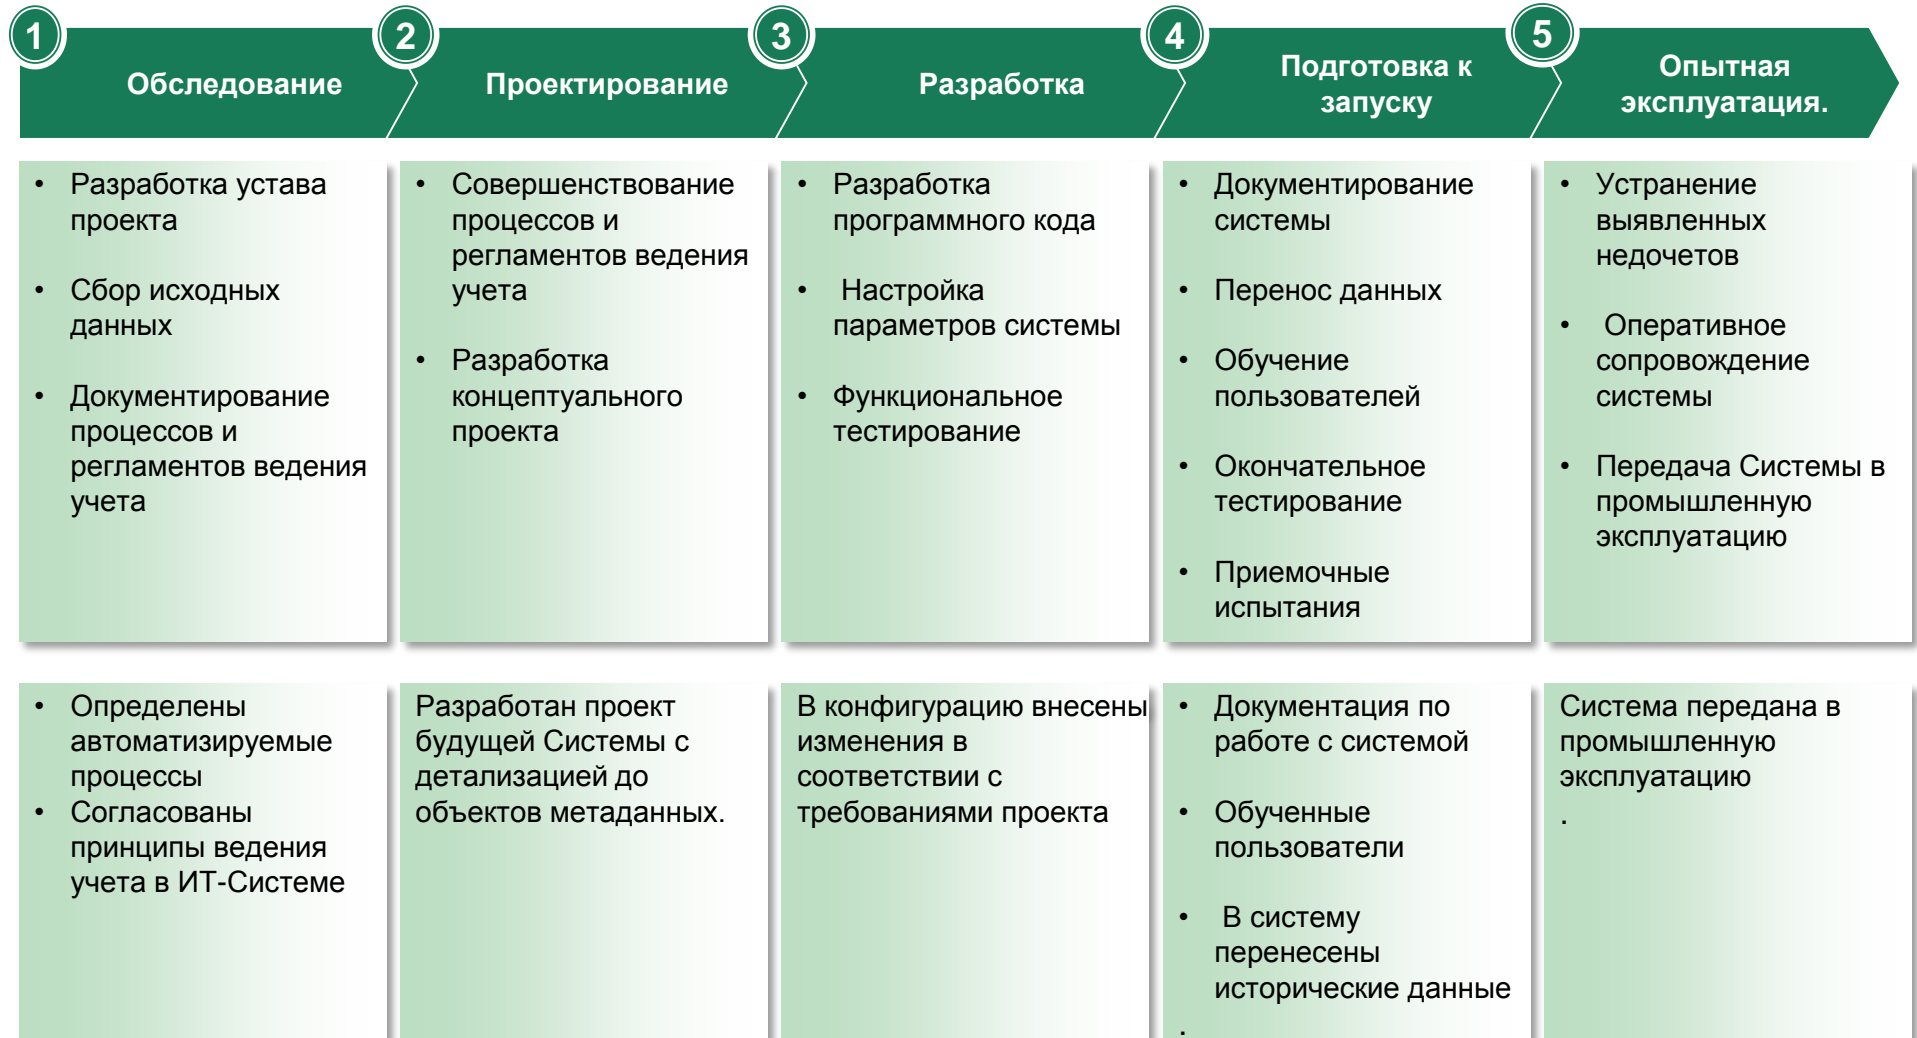 1
Обследование
2
Проектирование
3
Разработка
4
Подготовка к
запуску
5
Опытная
эксплуатация.
• Разработка устава
проекта
• Сбор исходных
данных
• Документирование
процессов и
регламентов ведения
учета
• Совершенствование
процессов и
регламентов ведения
учета
• Разработка
концептуального
проекта
• Разработка
программного кода
• Настройка
параметров системы
• Функциональное
тестирование
• Документирование
системы
• Перенос данных
• Обучение
пользователей
• Окончательное
тестирование
• Приемочные
испытания
• Устранение
выявленных
недочетов
• Оперативное
сопровождение
системы
• Передача Системы в
промышленную
эксплуатацию
• Определены
автоматизируемые
процессы
• Согласованы
принципы ведения
учета в ИТ-Системе
Разработан проект
будущей Системы с
детализацией до
объектов метаданных.
В конфигурацию внесены
изменения в
соответствии с
требованиями проекта
• Документация по
работе с системой
• Обученные
пользователи
• В систему
перенесены
исторические данные
.
Система передана в
промышленную
эксплуатацию
.